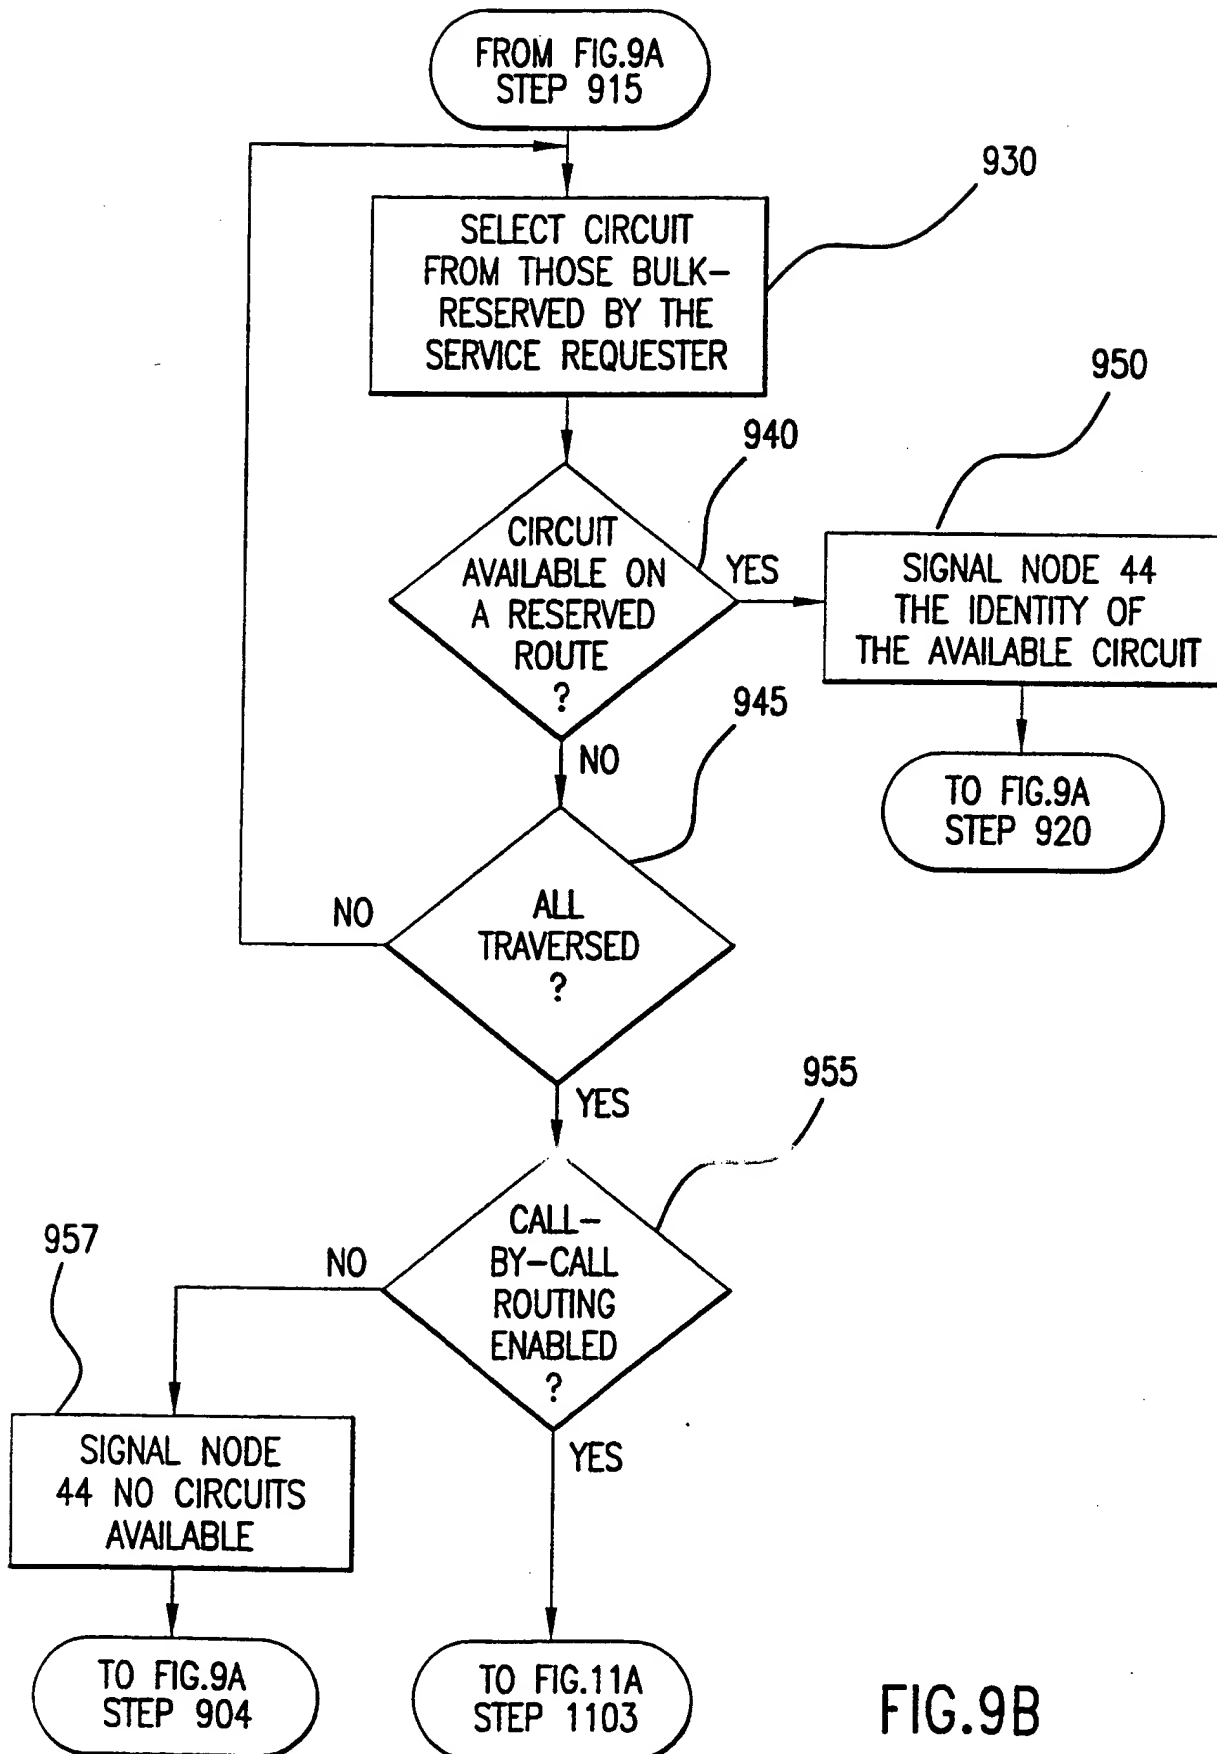 FROM FIG.9A
STEP 915
930
SELECT CIRCUIT
FROM THOSE BULK-
RESERVED BY THE
SERVICE REQUESTER
950
940
CIRCUIT
AVAILABLE ON
A RESERVED
ROUTE
?
YES
SIGNAL NODE 44
THE IDENTITY OF
THE AVAILABLE CIRCUIT
945
NO
TO FIG.9A
STEP 920
NO
ALL
TRAVERSED
?
955
YES
957
NO
CALL-
BY-CALL
ROUTING
ENABLED
?
YES
SIGNAL NODE
44 NO CIRCUITS
AVAILABLE
TO FIG.9A
STEP 904
TO FIG.11A
STEP 1103
FIG.9B